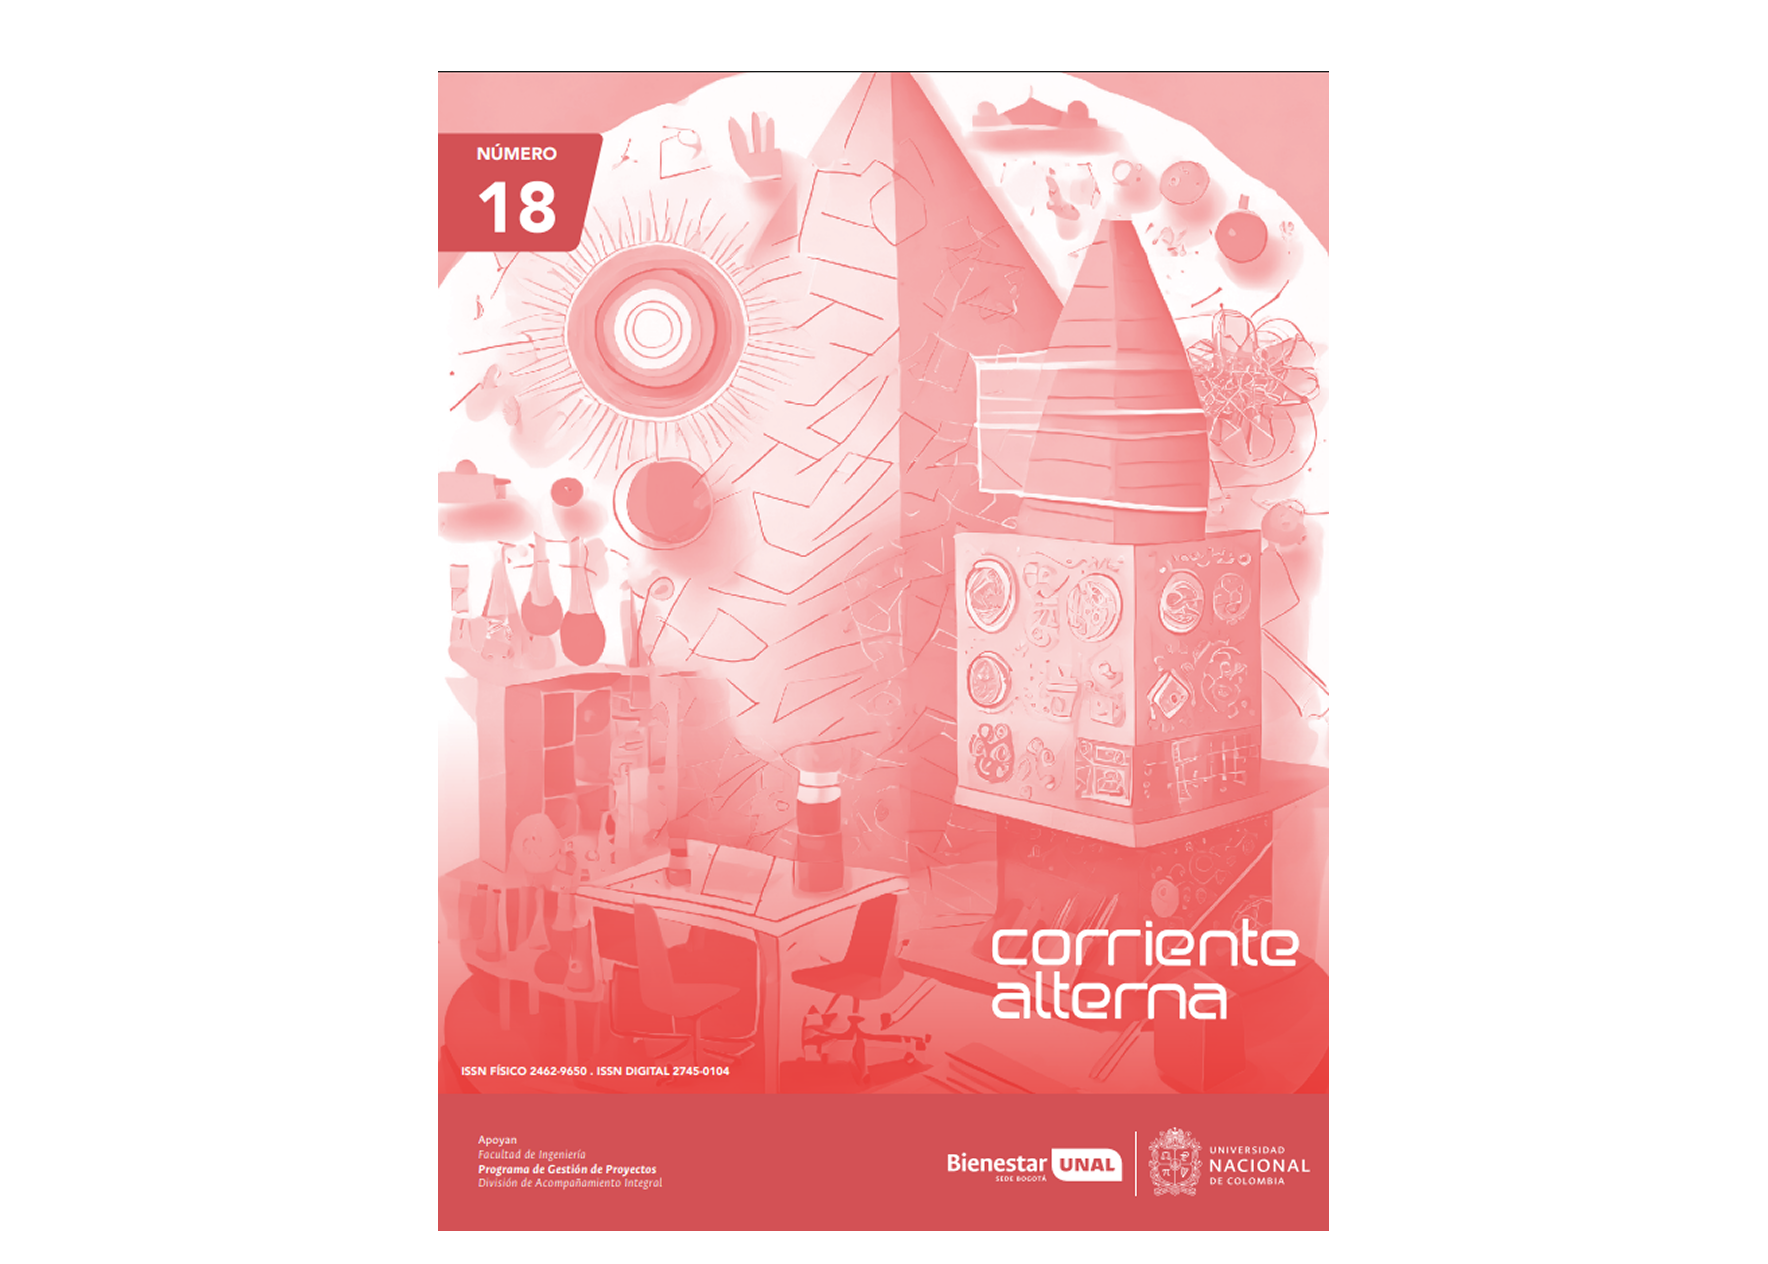 NÚMERO
18
corriente
alterna
ISSN FÍSICO 2462-9650 . ISSN DIGITAL 2745-0104
Apoyan
Facultad de Ingeniería
Programa de Gestión de Proyectos
División de Acompañamiento Integral
Bienestar UNAL
SEDE BOGOTÁ
UNIVERSIDAD
NACIONAL
DE COLOMBIA